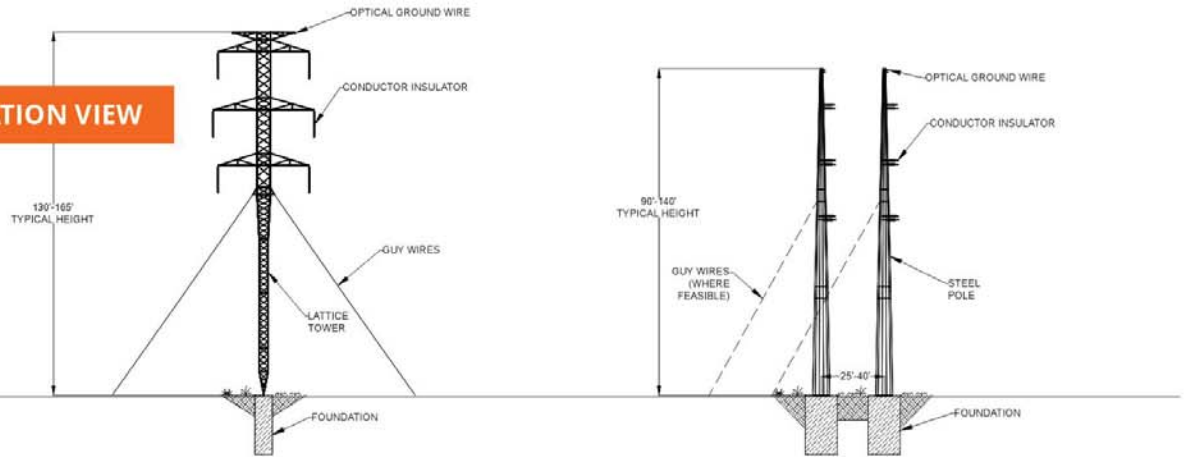 OPTICAL GROUND WIRE
CONDUCTOR INSULATOR
ATION VIEW
130'-165'
TYPICAL HEIGHT
GUY WIRES
LATTICE
TOWER
FOUNDATION
OPTICAL GROUND WIRE
CONDUCTOR INSULATOR
90'-140'
TYPICAL HEIGHT
GUY WIRES
(WHERE
FEASIBLE)
STEEL
POLE
25'-40'
FOUNDATION